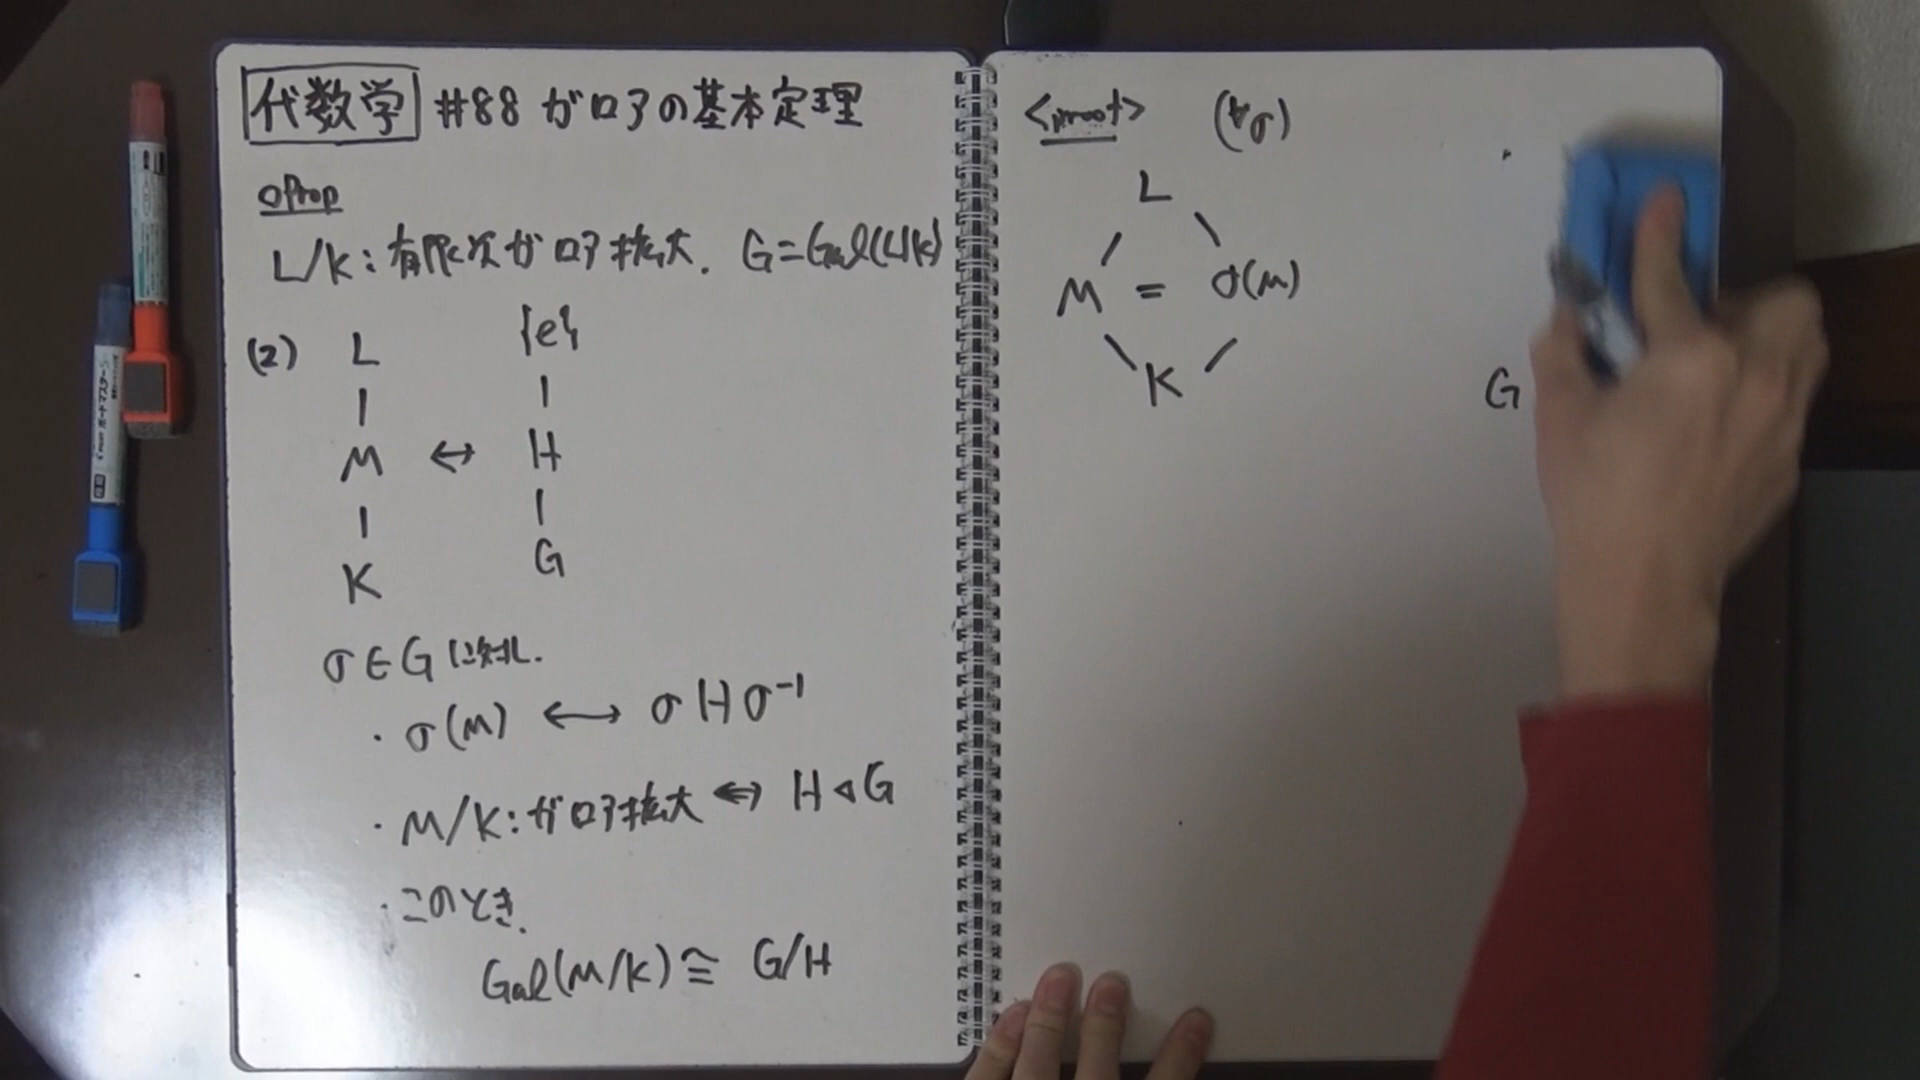 代数学 #88 ガロアの基本定理
○Prop
L/K:有限次ガロア拡大. G=Gal(L/K)
(2) L {e}
| |
M ↔ H
| |
K G
σ∈Gに対し.
・σ(M) ⟷ σHσ⁻¹
・M/K:ガロア拡大 ⇔ H◁G
・このとき.
Gal(M/K)≅ G/H
<proof> (∀σ)
L
M = σ(M)
K
G